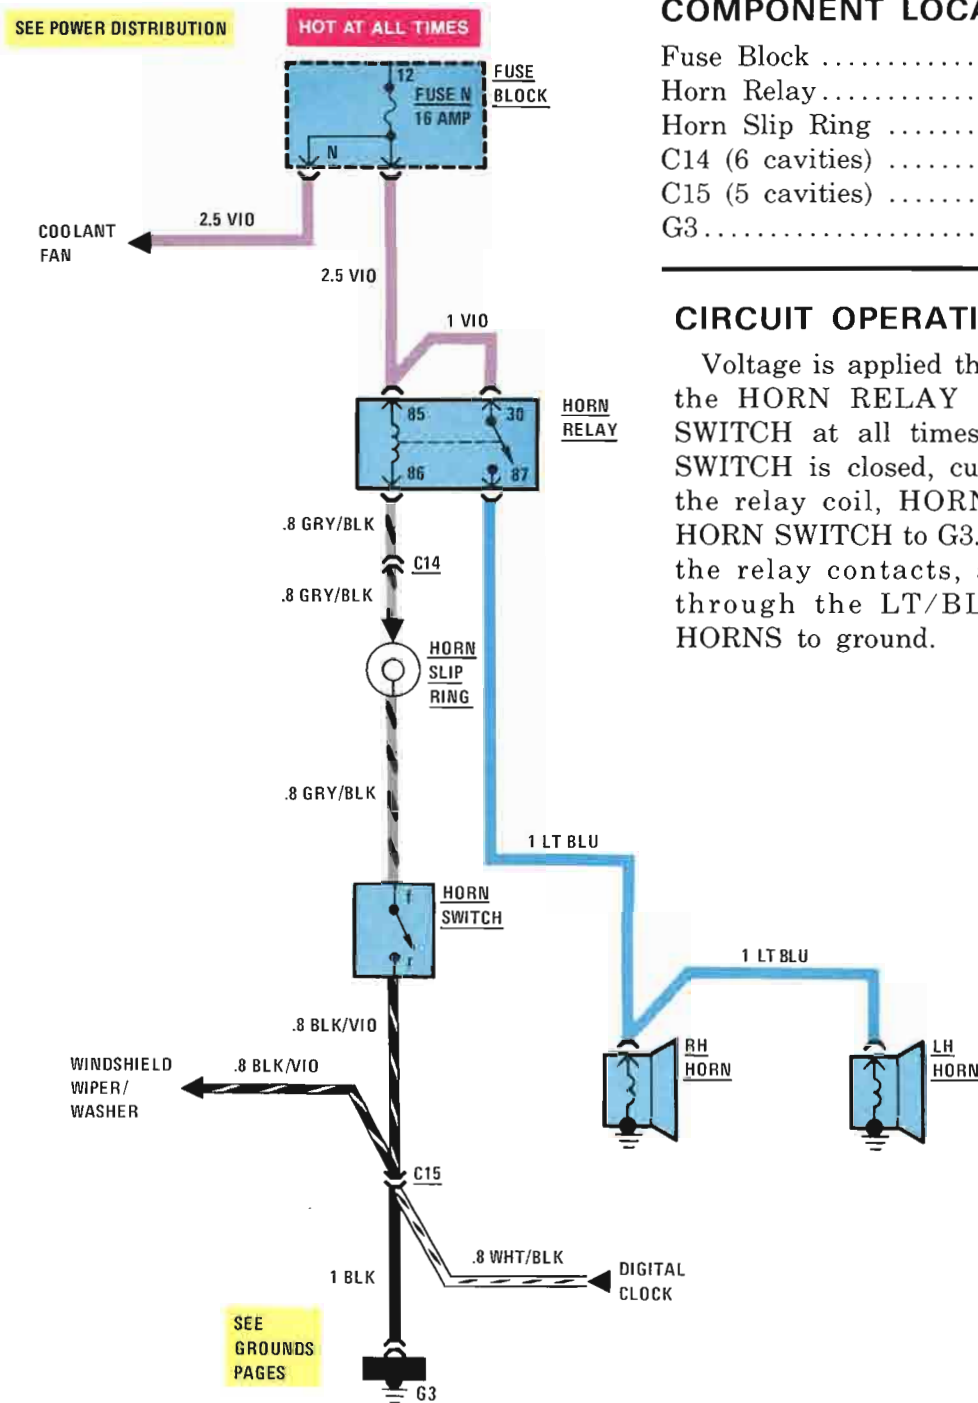 SEE POWER DISTRIBUTION
HOT AT ALL TIMES
12
FUSE N
16 AMP
N
FUSE
BLOCK
COOLANT
FAN
2.5 VIO
2.5 VIO
1 VIO
85
30
86
87
HORN
RELAY
.8 GRY/BLK
C14
.8 GRY/BLK
HORN
SLIP
RING
.8 GRY/BLK
1 LT BLU
f
r
HORN
SWITCH
1 LT BLU
.8 BLK/VIO
RH
HORN
LH
HORN
WINDSHIELD
WIPER/
WASHER
.8 BLK/VIO
C15
.8 WHT/BLK
DIGITAL
CLOCK
1 BLK
SEE
GROUNDS
PAGES
G3
COMPONENT LOCA
Fuse Block ............
Horn Relay............
Horn Slip Ring .......
C14 (6 cavities) .......
C15 (5 cavities) .......
G3.....................
CIRCUIT OPERATI
Voltage is applied th
the HORN RELAY
SWITCH at all times
SWITCH is closed, cu
the relay coil, HORN
HORN SWITCH to G3.
the relay contacts,
through the LT/BL
HORNS to ground.